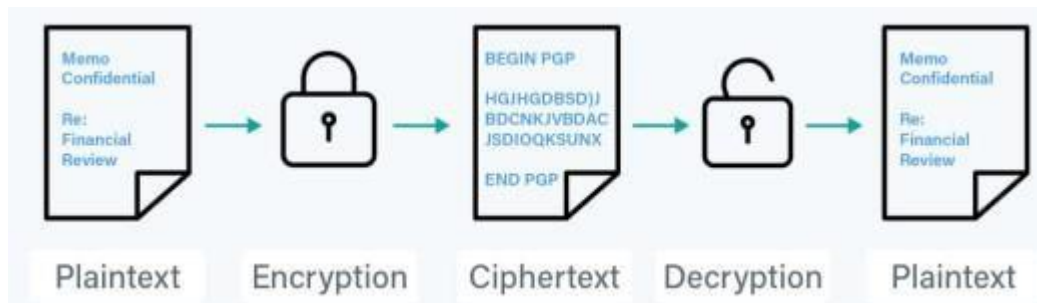 Memo
Confidential
Re:
Financial
Review
BEGIN PGP
HGJHGDBSD)J
BDCNKJVBDAC
JSDIOQKSUNX
END PGP
Memo
Confidential
Re:
Financial
Review
Plaintext
Encryption
Ciphertext
Decryption
Plaintext